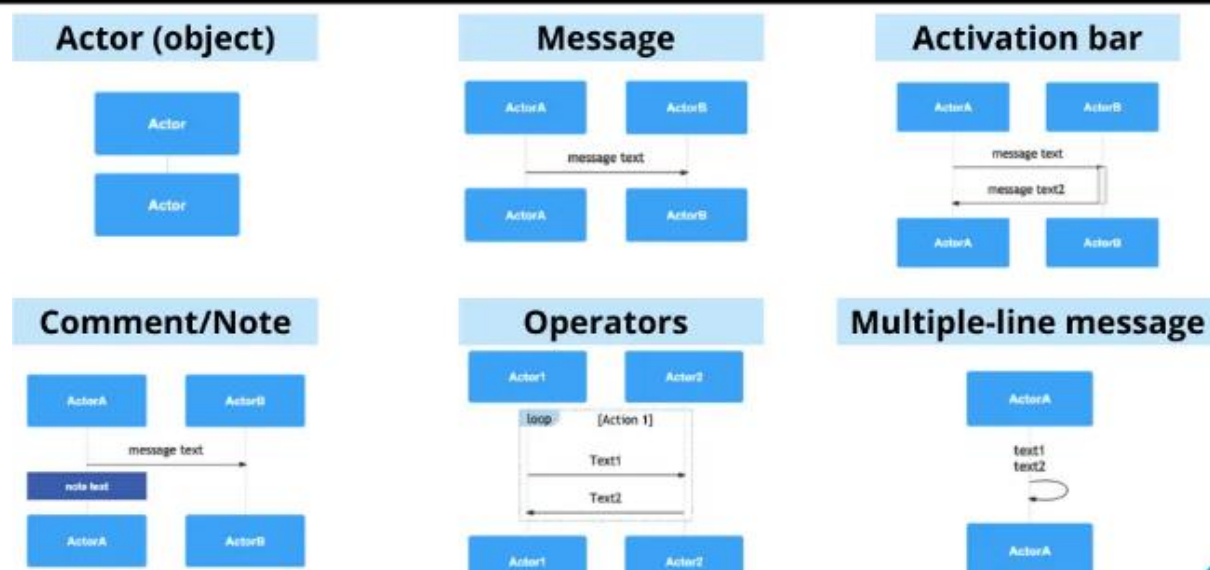 Actor (object)
Actor
Actor
Message
ActorA ActorB
message text
ActorA ActorB
Activation bar
ActorA ActorB
message text
message text2
ActorA ActorB
Comment/Note
ActorA ActorB
message text
note text
ActorA ActorB
Operators
Actor1 Actor2
loop [Action 1]
Text1
Text2
Actor1 Actor2
Multiple-line message
ActorA
text1
text2
ActorA